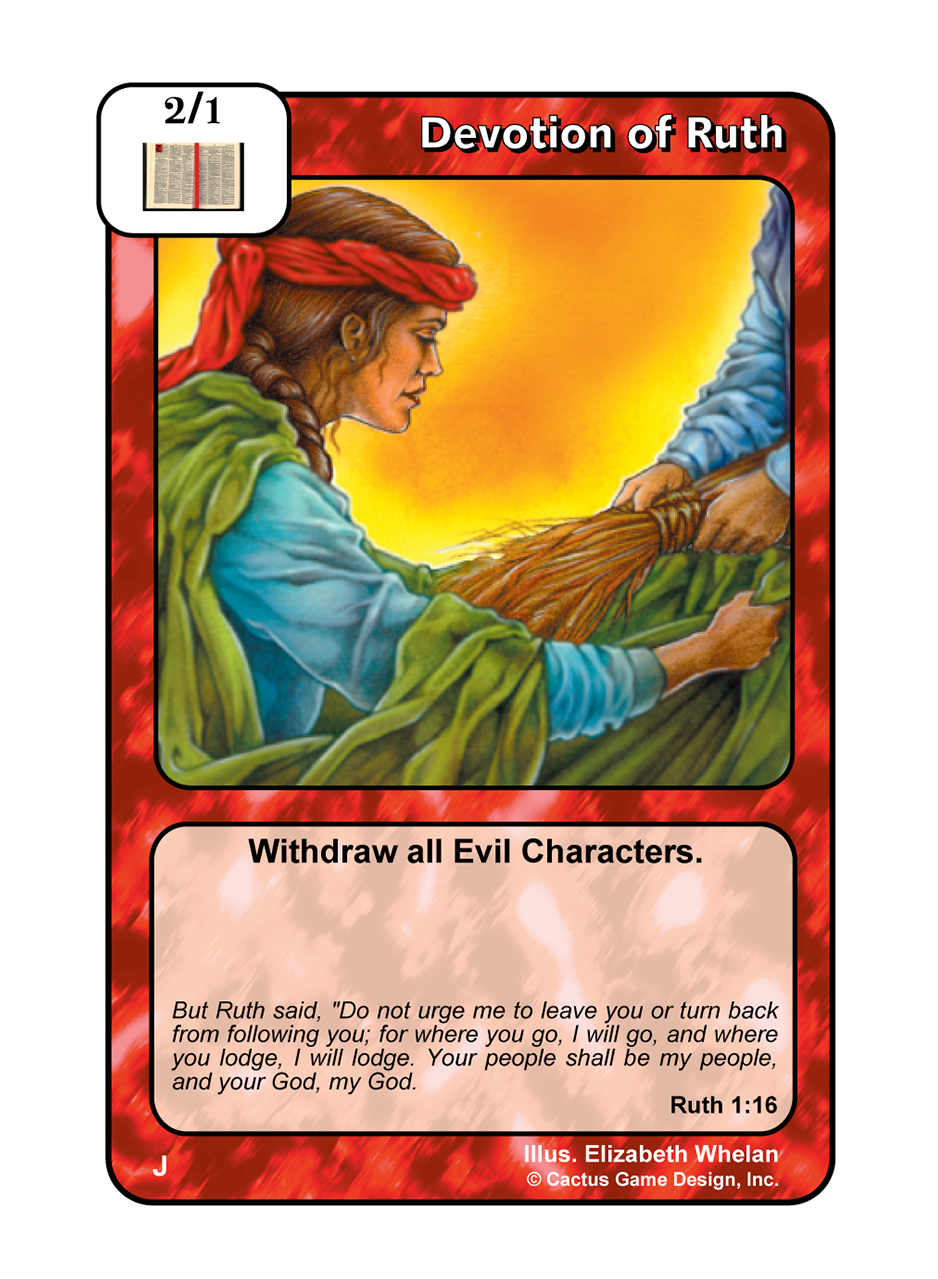 2/1
Devotion of Ruth
Withdraw all Evil Characters.
But Ruth said, "Do not urge me to leave you or turn back
from following you; for where you go, I will go, and where
you lodge, I will lodge. Your people shall be my people,
and your God, my God.
Ruth 1:16
J
Illus. Elizabeth Whelan
© Cactus Game Design, Inc.